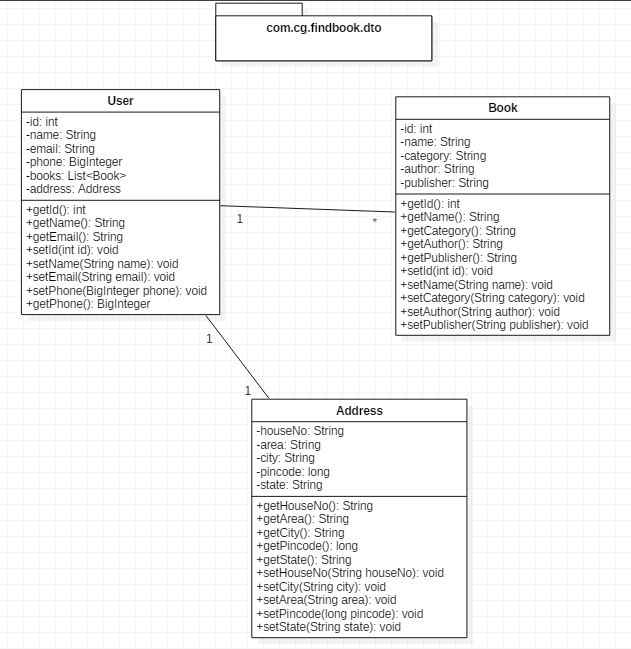 com.cg.findbook.dto
User
-id: int
-name: String
-email: String
-phone: BigInteger
-books: List<Book>
-address: Address
+getId(): int
+getName(): String
+getEmail(): String
+setId(int id): void
+setName(String name): void
+setEmail(String email): void
+setPhone(BigInteger phone): void
+getPhone(): BigInteger
Book
-id: int
-name: String
-category: String
-author: String
-publisher: String
+getId(): int
+getName(): String
+getCategory(): String
+getAuthor(): String
+getPublisher(): String
+setId(int id): void
+setName(String name): void
+setCategory(String category): void
+setAuthor(String author): void
+setPublisher(String publisher): void
1
*
1
1
Address
-houseNo: String
-area: String
-city: String
-pincode: long
-state: String
+getHouseNo(): String
+getArea(): String
+getCity(): String
+getPincode(): long
+getState(): String
+setHouseNo(String houseNo): void
+setCity(String city): void
+setArea(String area): void
+setPincode(long pincode): void
+setState(String state): void